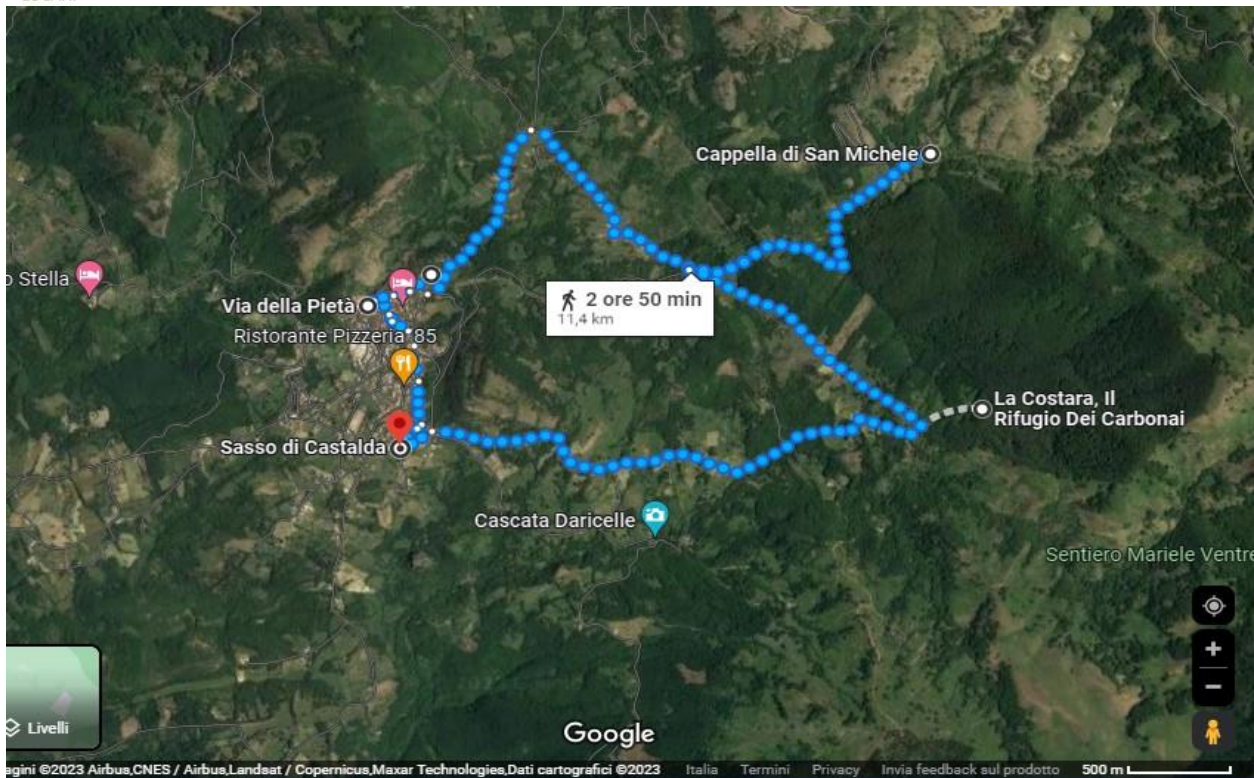 Cappella di San Michele
o Stella
Via della Pietà
2 ore 50 min
11,4 km
Ristorante Pizzeria 85
La Costara, Il
Rifugio Dei Carbonai
Sasso di Castalda
Cascata Daricelle
Sentiero Mariele Ventre
Livelli
Google
agini ©2023 Airbus,CNES / Airbus,Landsat / Copernicus,Maxar Technologies,Dati cartografici ©2023 Italia Termini Privacy Invia feedback sul prodotto 500 m